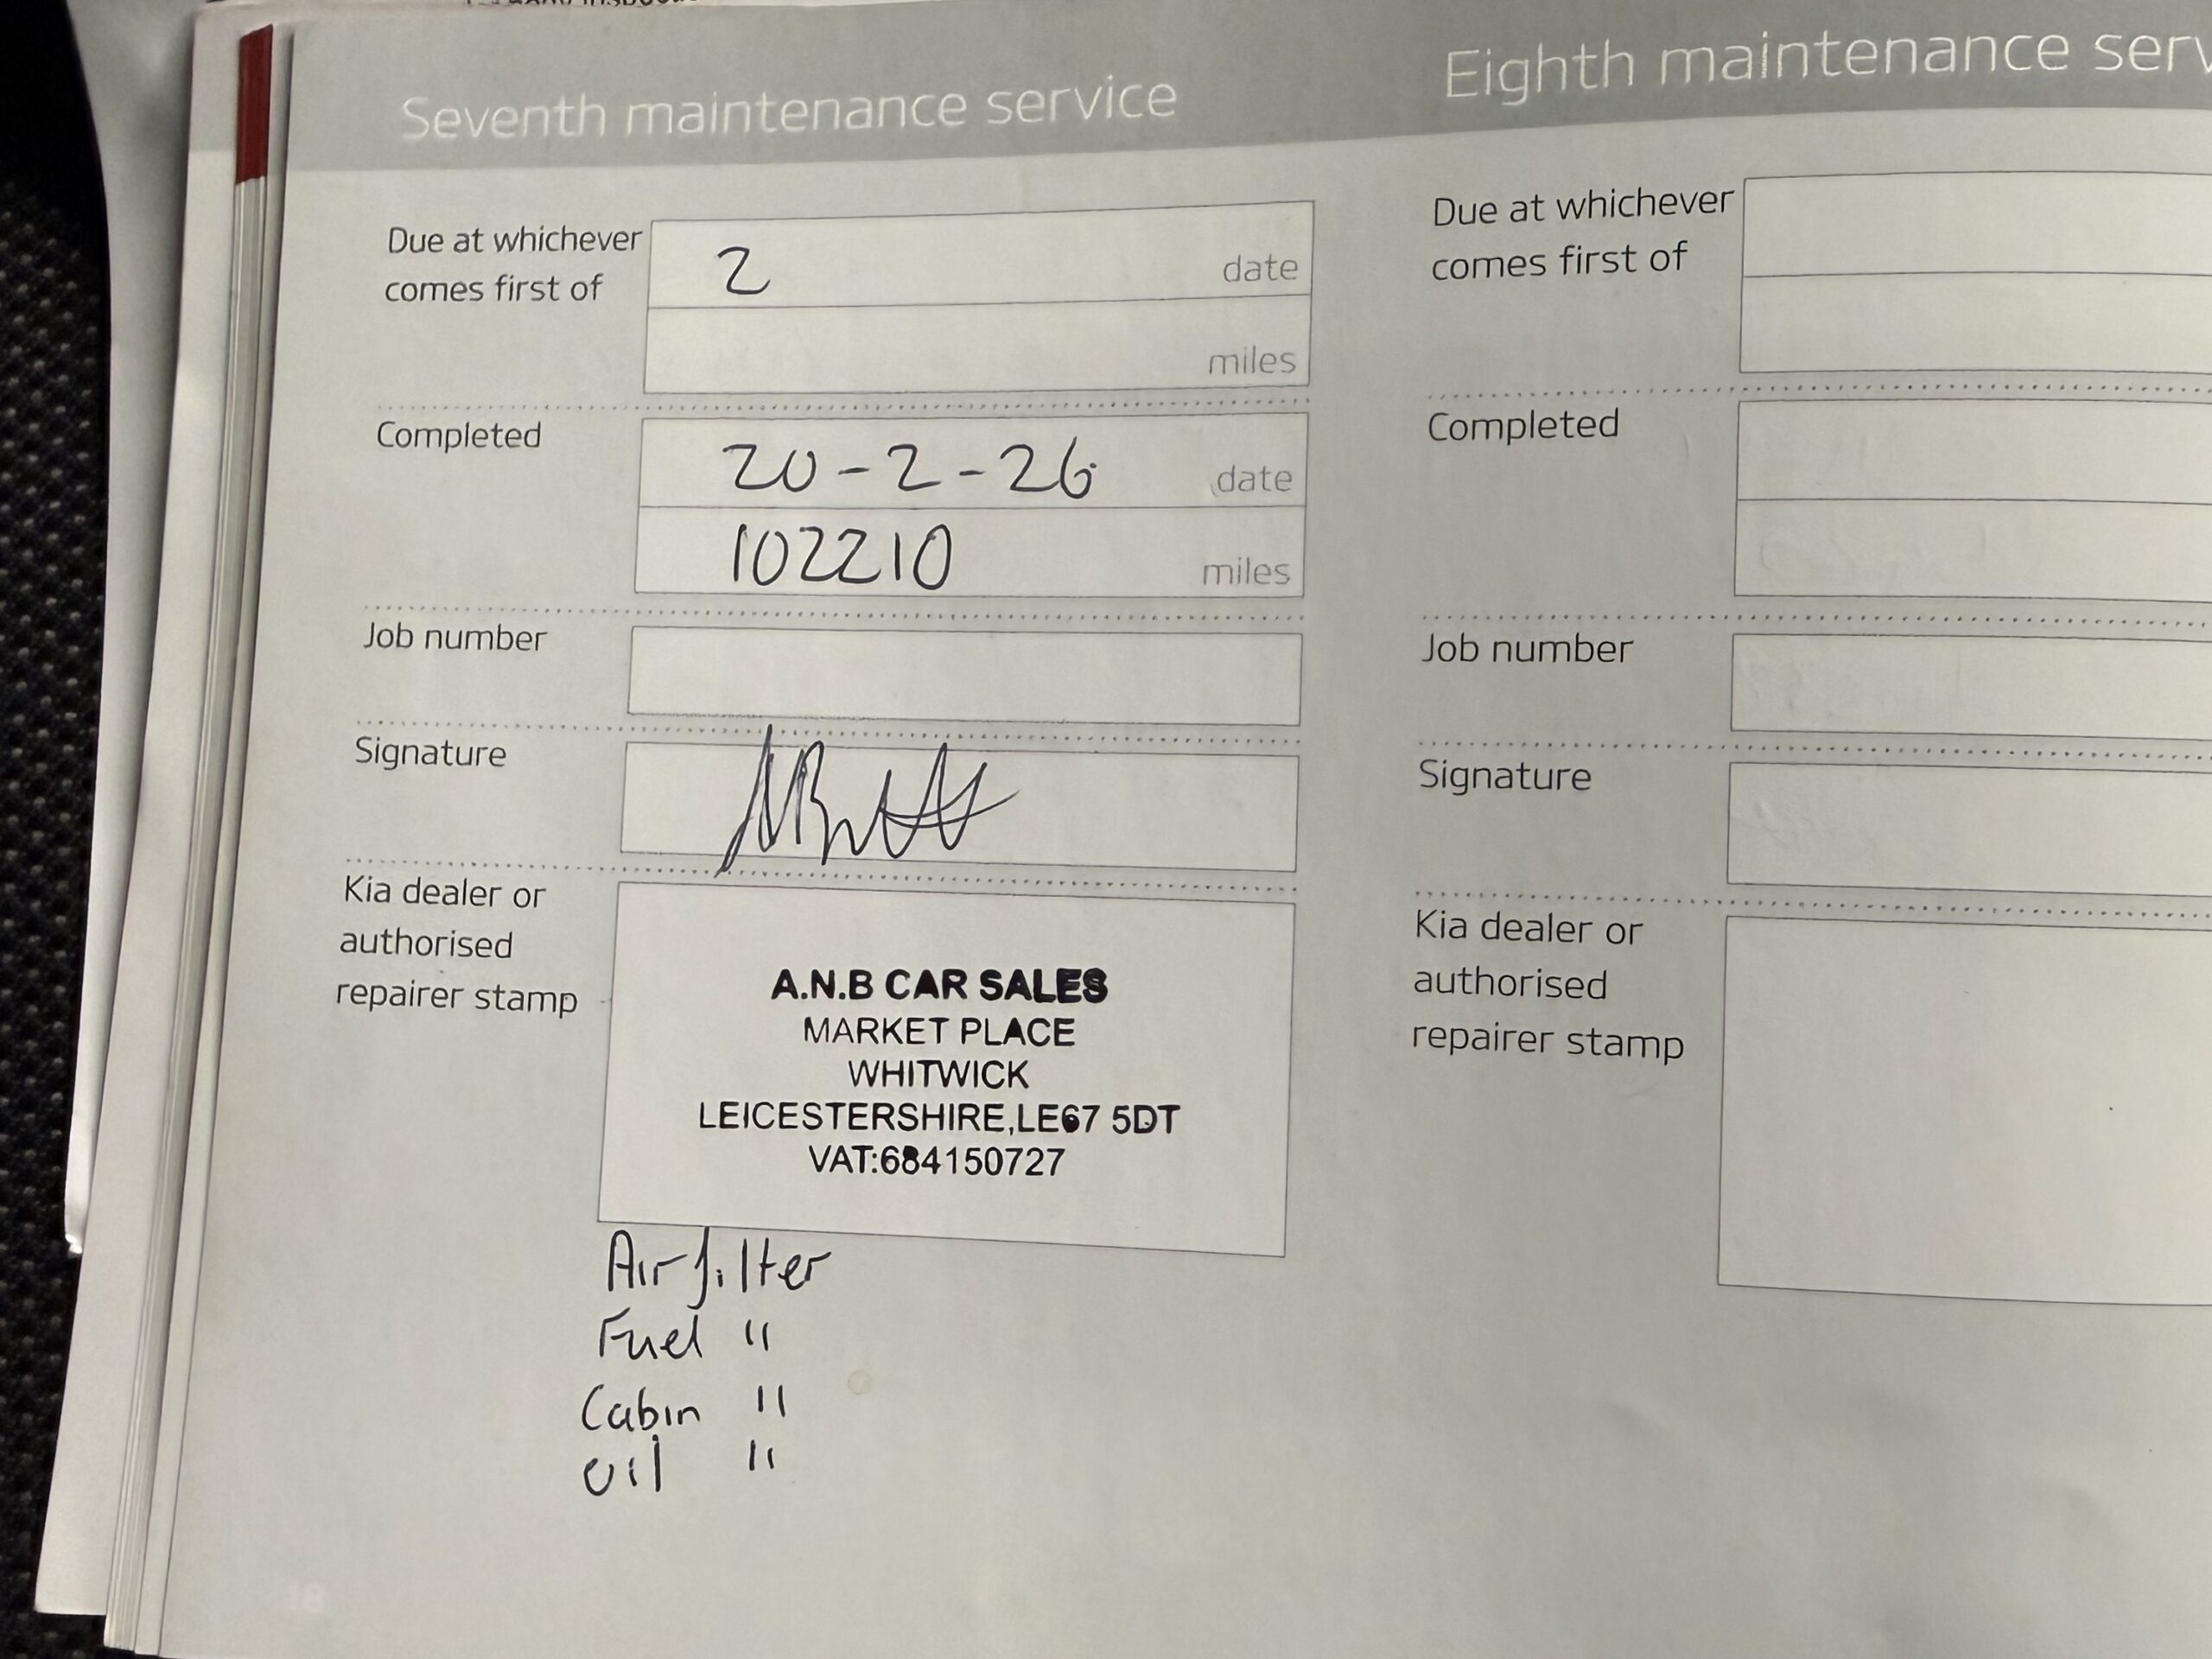 Seventh maintenance service
Due at whichever
comes first of
2 date
miles
Completed
20-2-26 date
102210 miles
Job number
Signature
Kia dealer or
authorised
repairer stamp
A.N.B CAR SALES
MARKET PLACE
WHITWICK
LEICESTERSHIRE,LE67 5DT
VAT:684150727
Air filter
Fuel "
Cabin "
Oil "
18
Eighth maintenance serv
Due at whichever
comes first of
Completed
Job number
Signature
Kia dealer or
authorised
repairer stamp